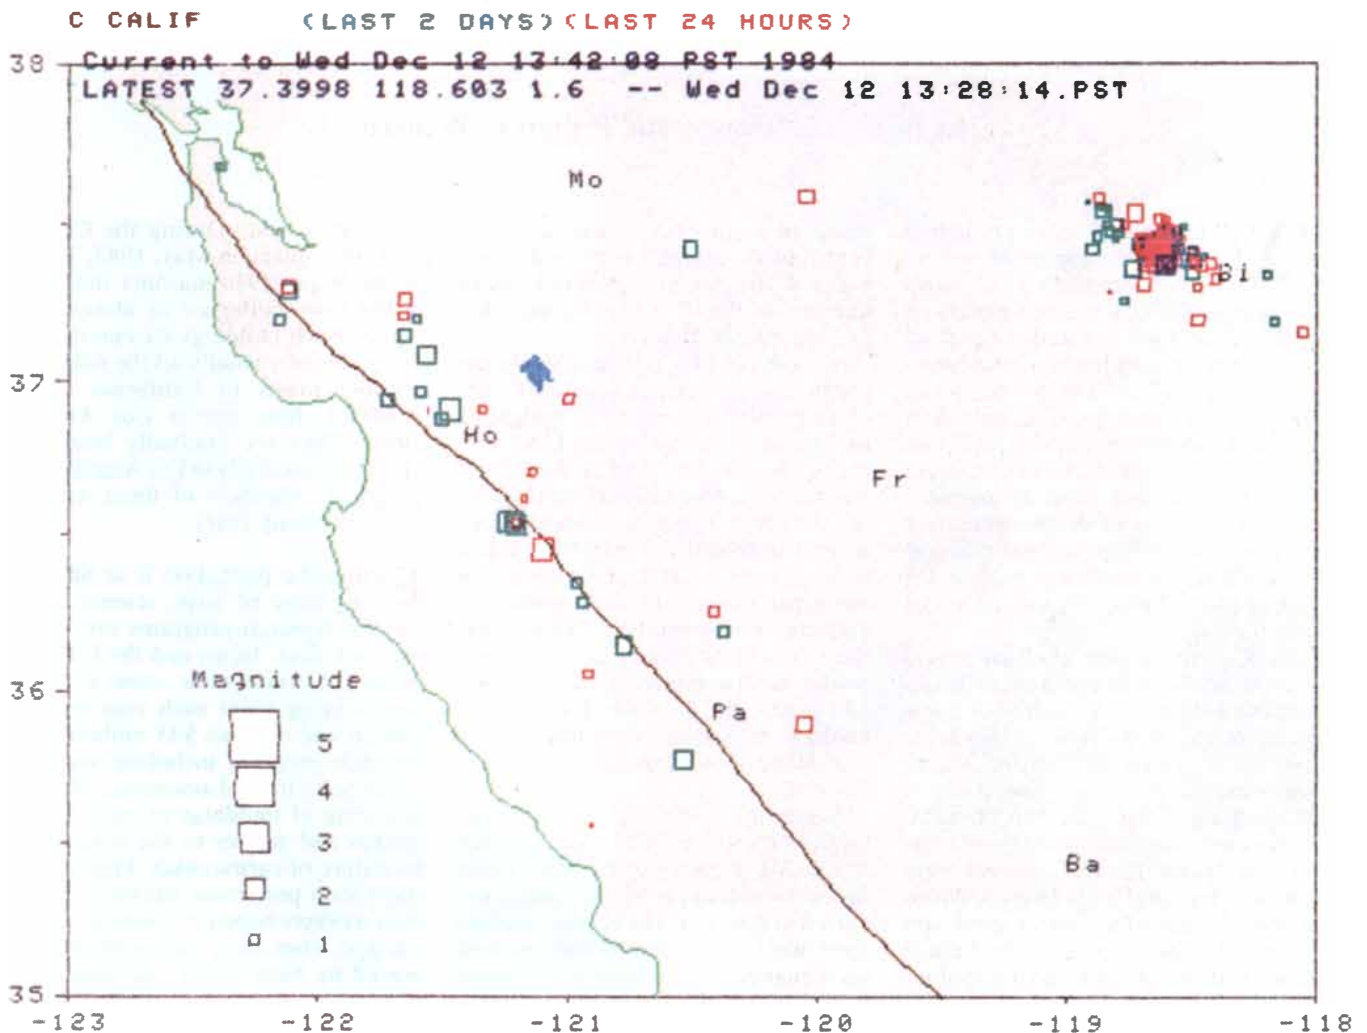 C CALIF (LAST 2 DAYS) (LAST 24 HOURS)
38
Current to Wed Dec 12 13:42:08 PST 1984
LATEST 37.3998 118.603 1.6 -- Wed Dec 12 13:28:14.PST
Mo
Bi
37
Ho
Fr
36
Magnitude
Pa
5
4
3
Ba
2
1
35
-123 -122 -121 -120 -119 -118